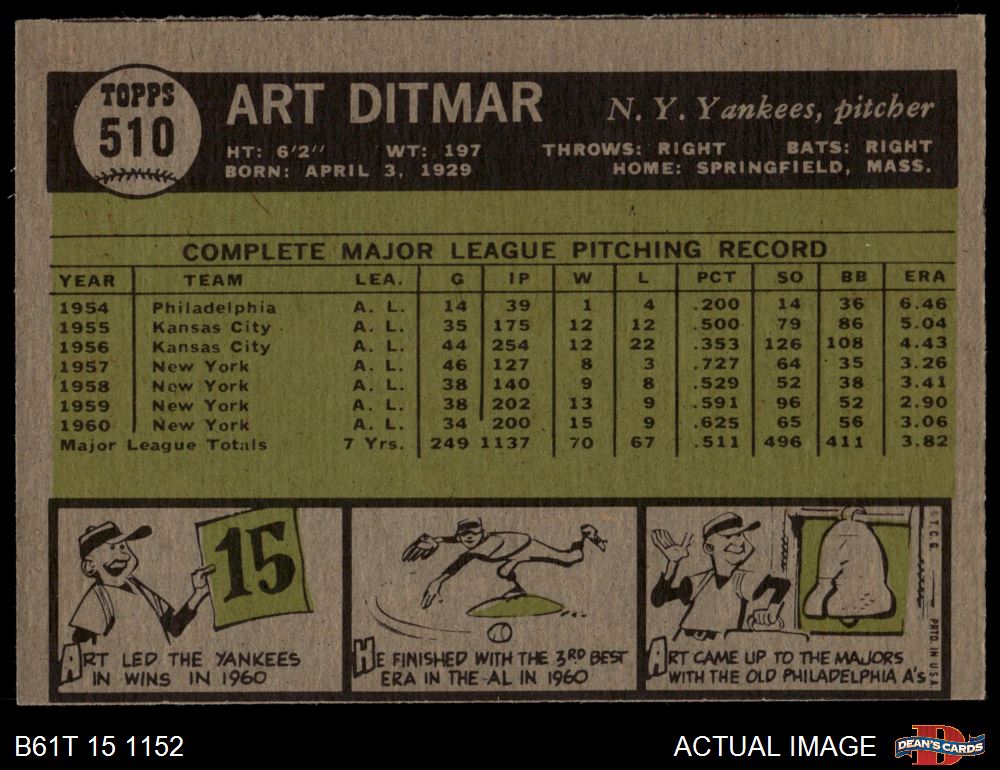 TOPPS
510
ART DITMAR N. Y. Yankees, pitcher
HT: 6'2" WT: 197 THROWS: RIGHT BATS: RIGHT
BORN: APRIL 3, 1929 HOME: SPRINGFIELD, MASS.
COMPLETE MAJOR LEAGUE PITCHING RECORD
YEAR TEAM LEA. G IP W L PCT SO BB ERA
1954 Philadelphia A. L. 14 39 1 4 .200 14 36 6.46
1955 Kansas City A. L. 35 175 12 12 .500 79 86 5.04
1956 Kansas City A. L. 44 254 12 22 .353 126 108 4.43
1957 New York A. L. 46 127 8 3 .727 64 35 3.26
1958 New York A. L. 38 140 9 8 .529 52 38 3.41
1959 New York A. L. 38 202 13 9 .591 96 52 2.90
1960 New York A. L. 34 200 15 9 .625 65 56 3.06
Major League Totals 7 Yrs. 249 1137 70 67 .511 496 411 3.82
15
ART LED THE YANKEES
IN WINS IN 1960
HE FINISHED WITH THE 3RD BEST
ERA IN THE AL IN 1960
ART CAME UP TO THE MAJORS
WITH THE OLD PHILADELPHIA A's
©T.C.G. PRTD. IN U.S.A.
B61T 15 1152 ACTUAL IMAGE
D
DEAN'S CARDS